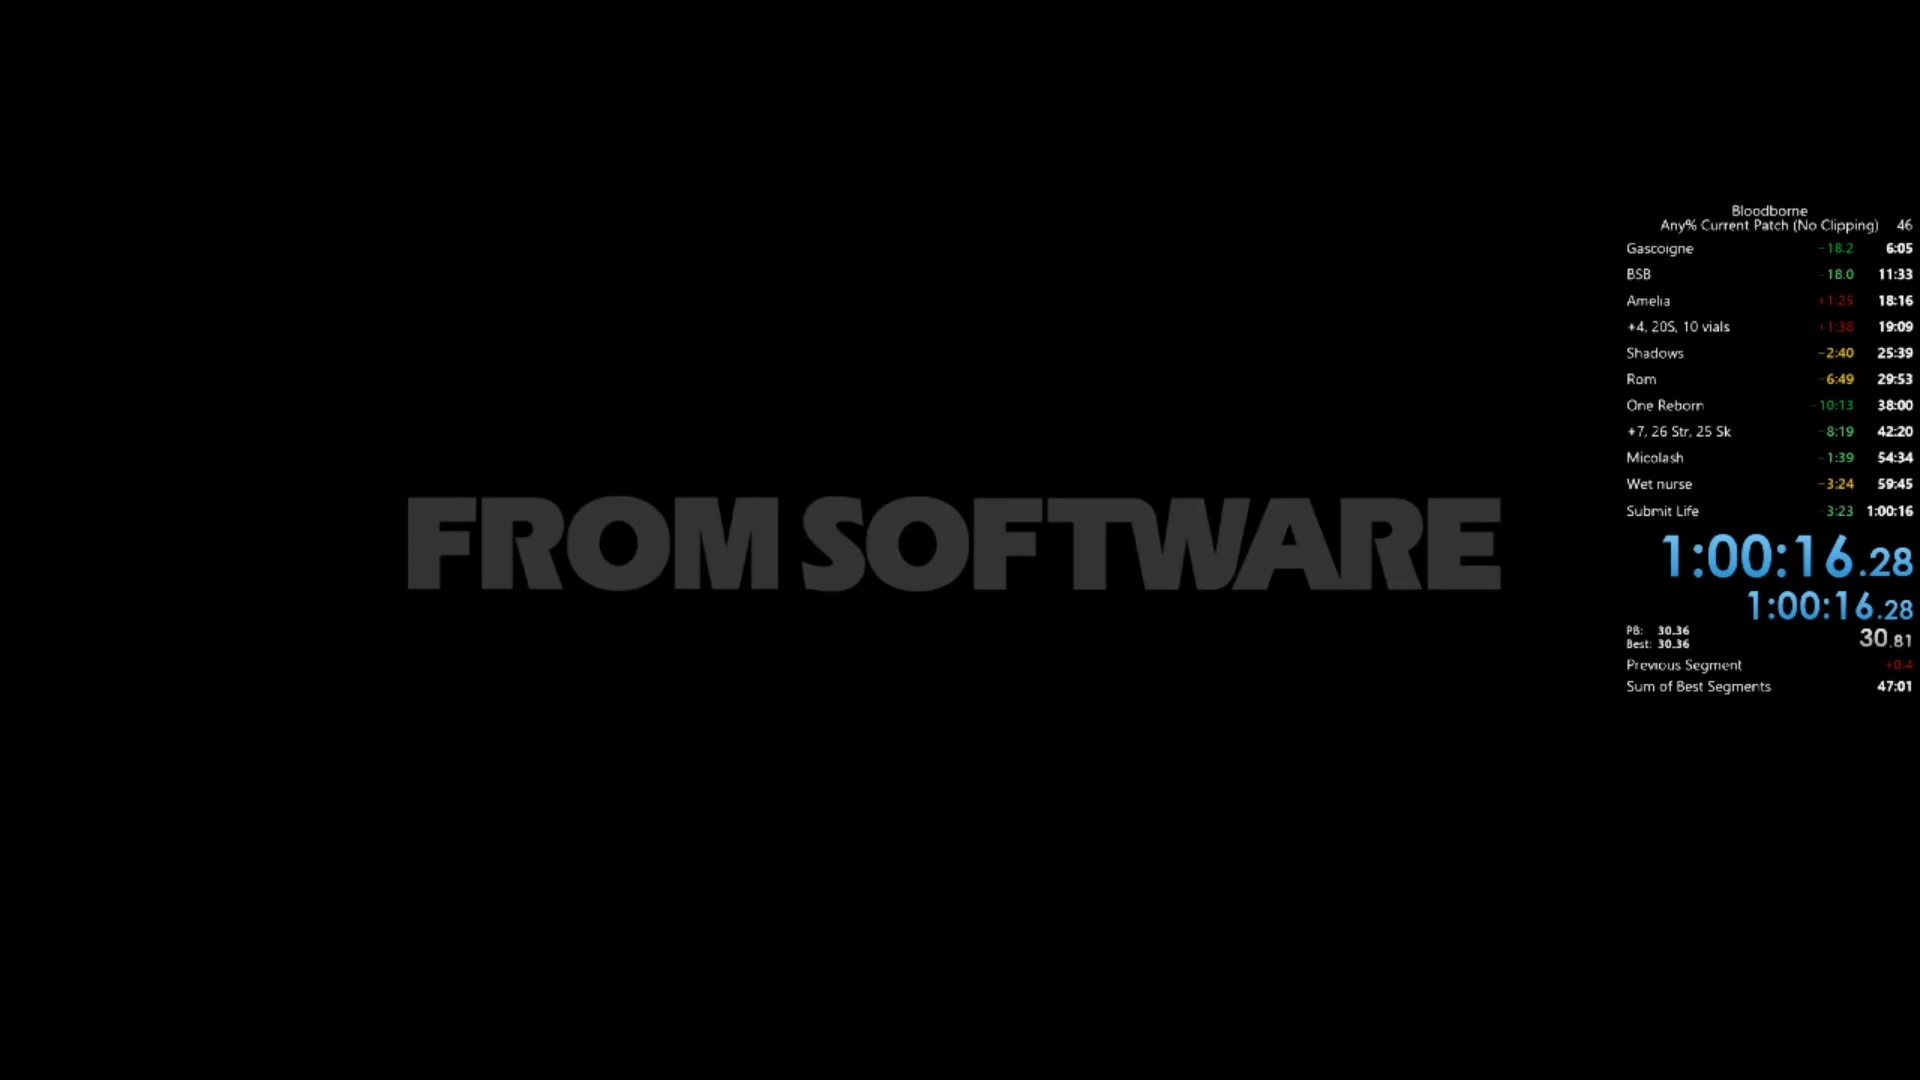 FROMSOFTWARE
Bloodborne
Any% Current Patch (No Clipping) 46
Gascoigne -18.2 6:05
BSB -18.0 11:33
Amelia +1:25 18:16
+4, 20S, 10 vials +1:38 19:09
Shadows -2:40 25:39
Rom -6:49 29:53
One Reborn -10:13 38:00
+7, 26 Str, 25 Sk -8:19 42:20
Micolash -1:39 54:34
Wet nurse -3:24 59:45
Submit Life -3:23 1:00:16
1:00:16.28
1:00:16.28
PB: 30.36 30.81
Best: 30.36
Previous Segment +0.4
Sum of Best Segments 47:01